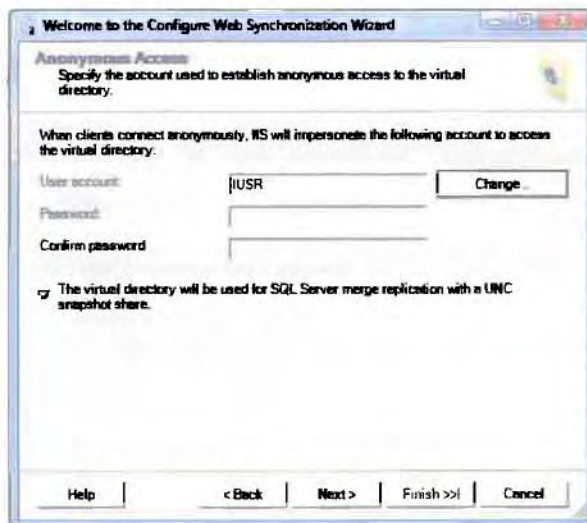 Welcome to the Configure Web Synchronization Wizard
Anonymous Access
Specify the account used to establish anonymous access to the virtual
directory.
When clients connect anonymously, IIS will impersonate the following account to access
the virtual directory:
User account:
IUSR
Change...
Password:
Confirm password
The virtual directory will be used for SQL Server merge replication with a UNC
snapshot share.
Help
< Back
Next >
Finish >>|
Cancel